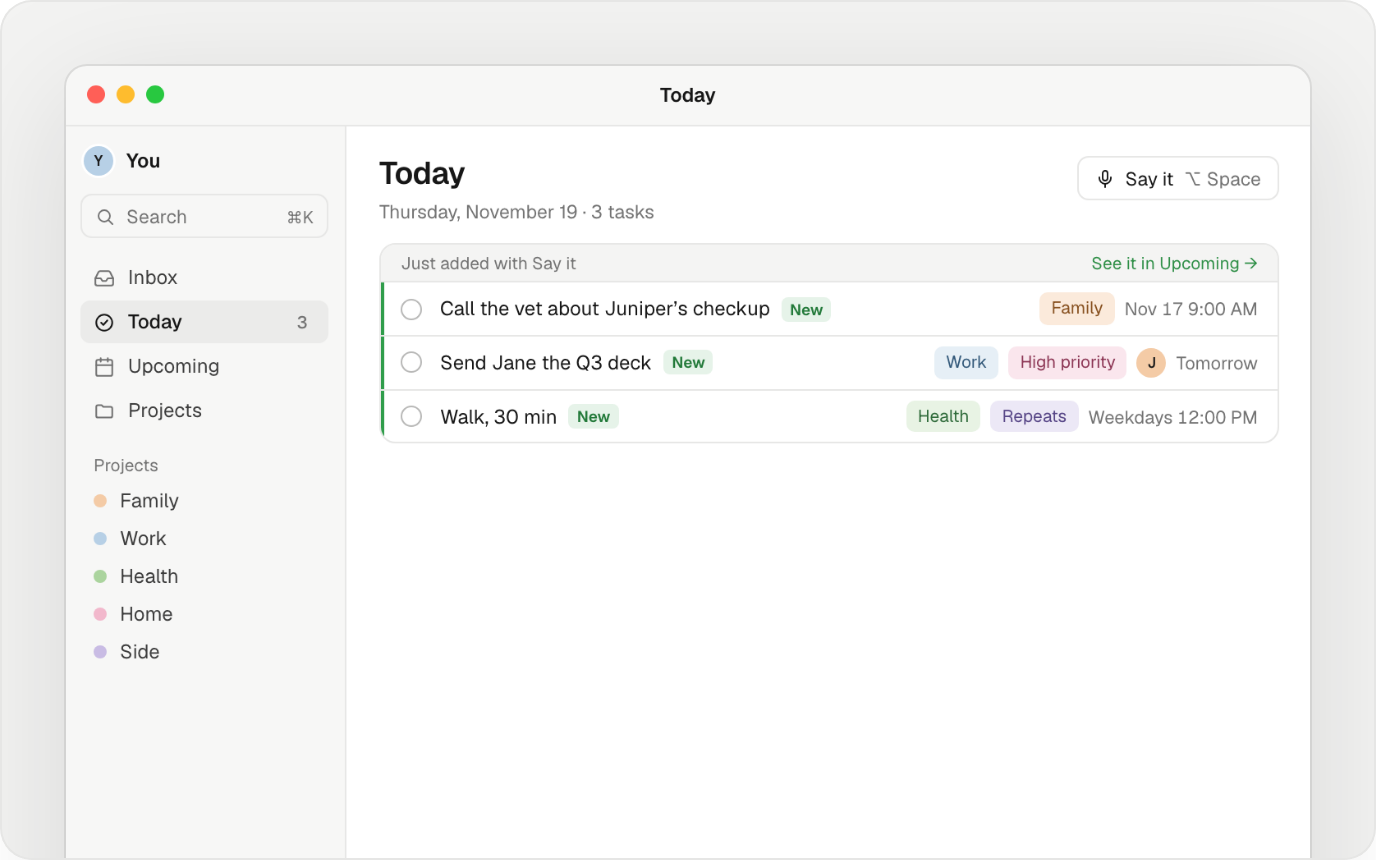 Today
Y You
Search ⌘K
Inbox
Today 3
Upcoming
Projects
Projects
Family
Work
Health
Home
Side
Today
Thursday, November 19 · 3 tasks
Say it ⌥ Space
Just added with Say it See it in Upcoming →
Call the vet about Juniper’s checkup New Family Nov 17 9:00 AM
Send Jane the Q3 deck New Work High priority J Tomorrow
Walk, 30 min New Health Repeats Weekdays 12:00 PM